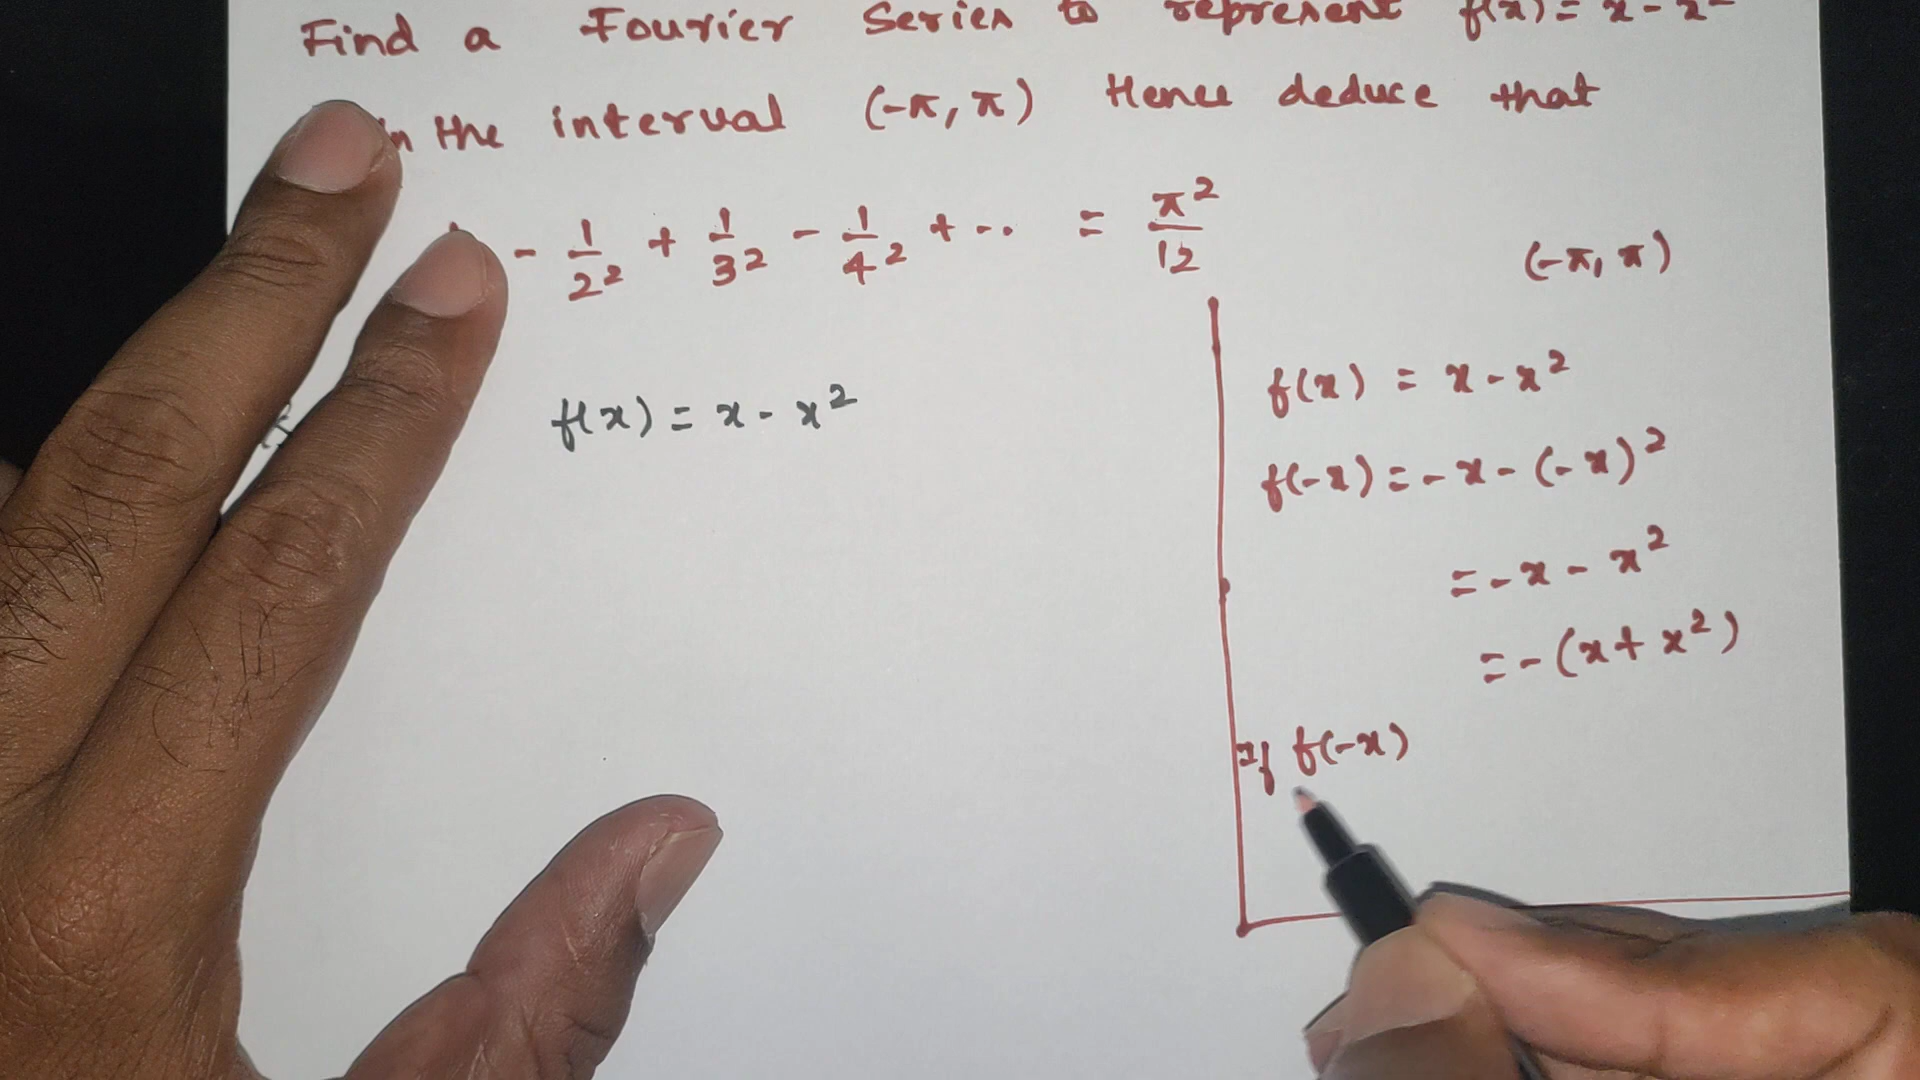 Find a Fourier Series to represent f(x) = x - x²
in the interval (-π, π) Hence deduce that
- 1/2² + 1/3² - 1/4² + .. = π²/12
(-π, π)
f(x) = x - x²
f(x) = x - x²
f(-x) = - x - (- x)²
= - x - x²
= - (x + x²)
If f(-x)